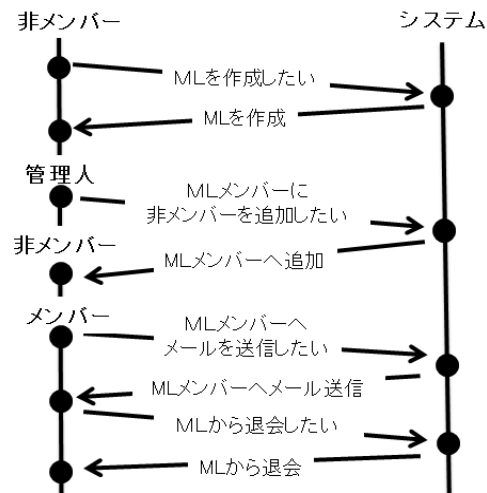 非メンバー
システム
MLを作成したい
MLを作成
管理人
MLメンバーに
非メンバーを追加したい
非メンバー
MLメンバーへ追加
メンバー
MLメンバーへ
メールを送信したい
MLメンバーへメール送信
MLから退会したい
MLから退会